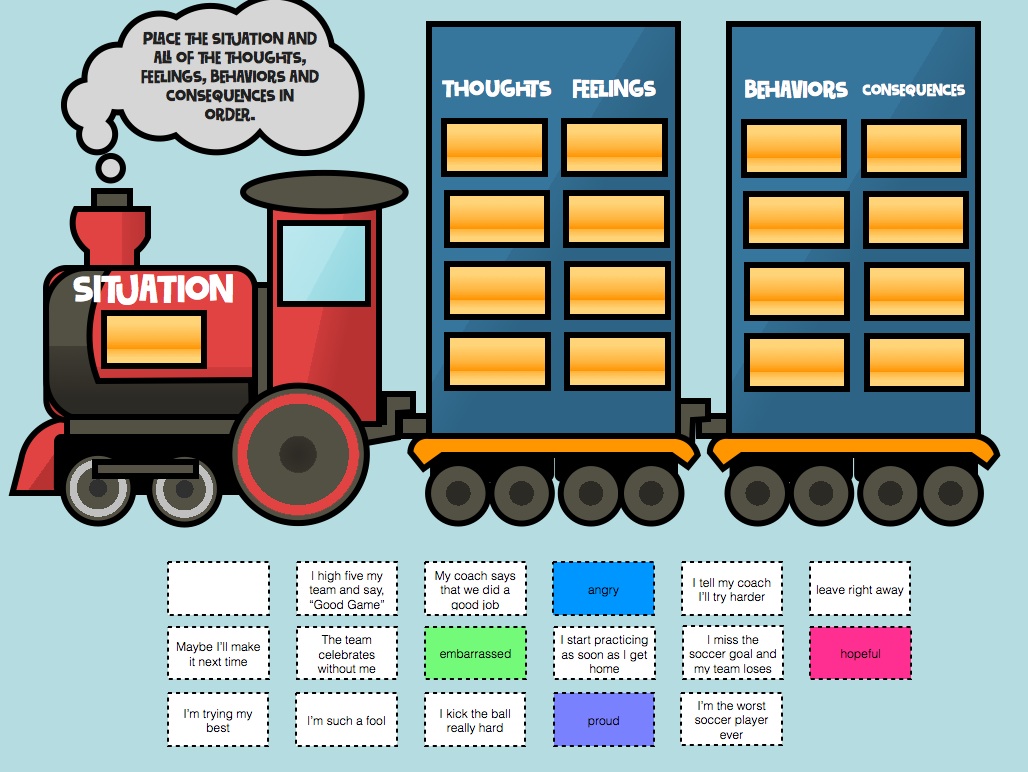 PLACE THE SITUATION AND
ALL OF THE THOUGHTS,
FEELINGS, BEHAVIORS AND
CONSEQUENCES IN
ORDER.
SITUATION
THOUGHTS FEELINGS
BEHAVIORS CONSEQUENCES
I high five my
team and say,
“Good Game”
My coach says
that we did a
good job
angry
I tell my coach
I'll try harder
leave right away
Maybe I'll make
it next time
The team
celebrates
without me
embarrassed
I start practicing
as soon as I get
home
I miss the
soccer goal and
my team loses
hopeful
I'm trying my
best
I'm such a fool
I kick the ball
really hard
proud
I'm the worst
soccer player
ever